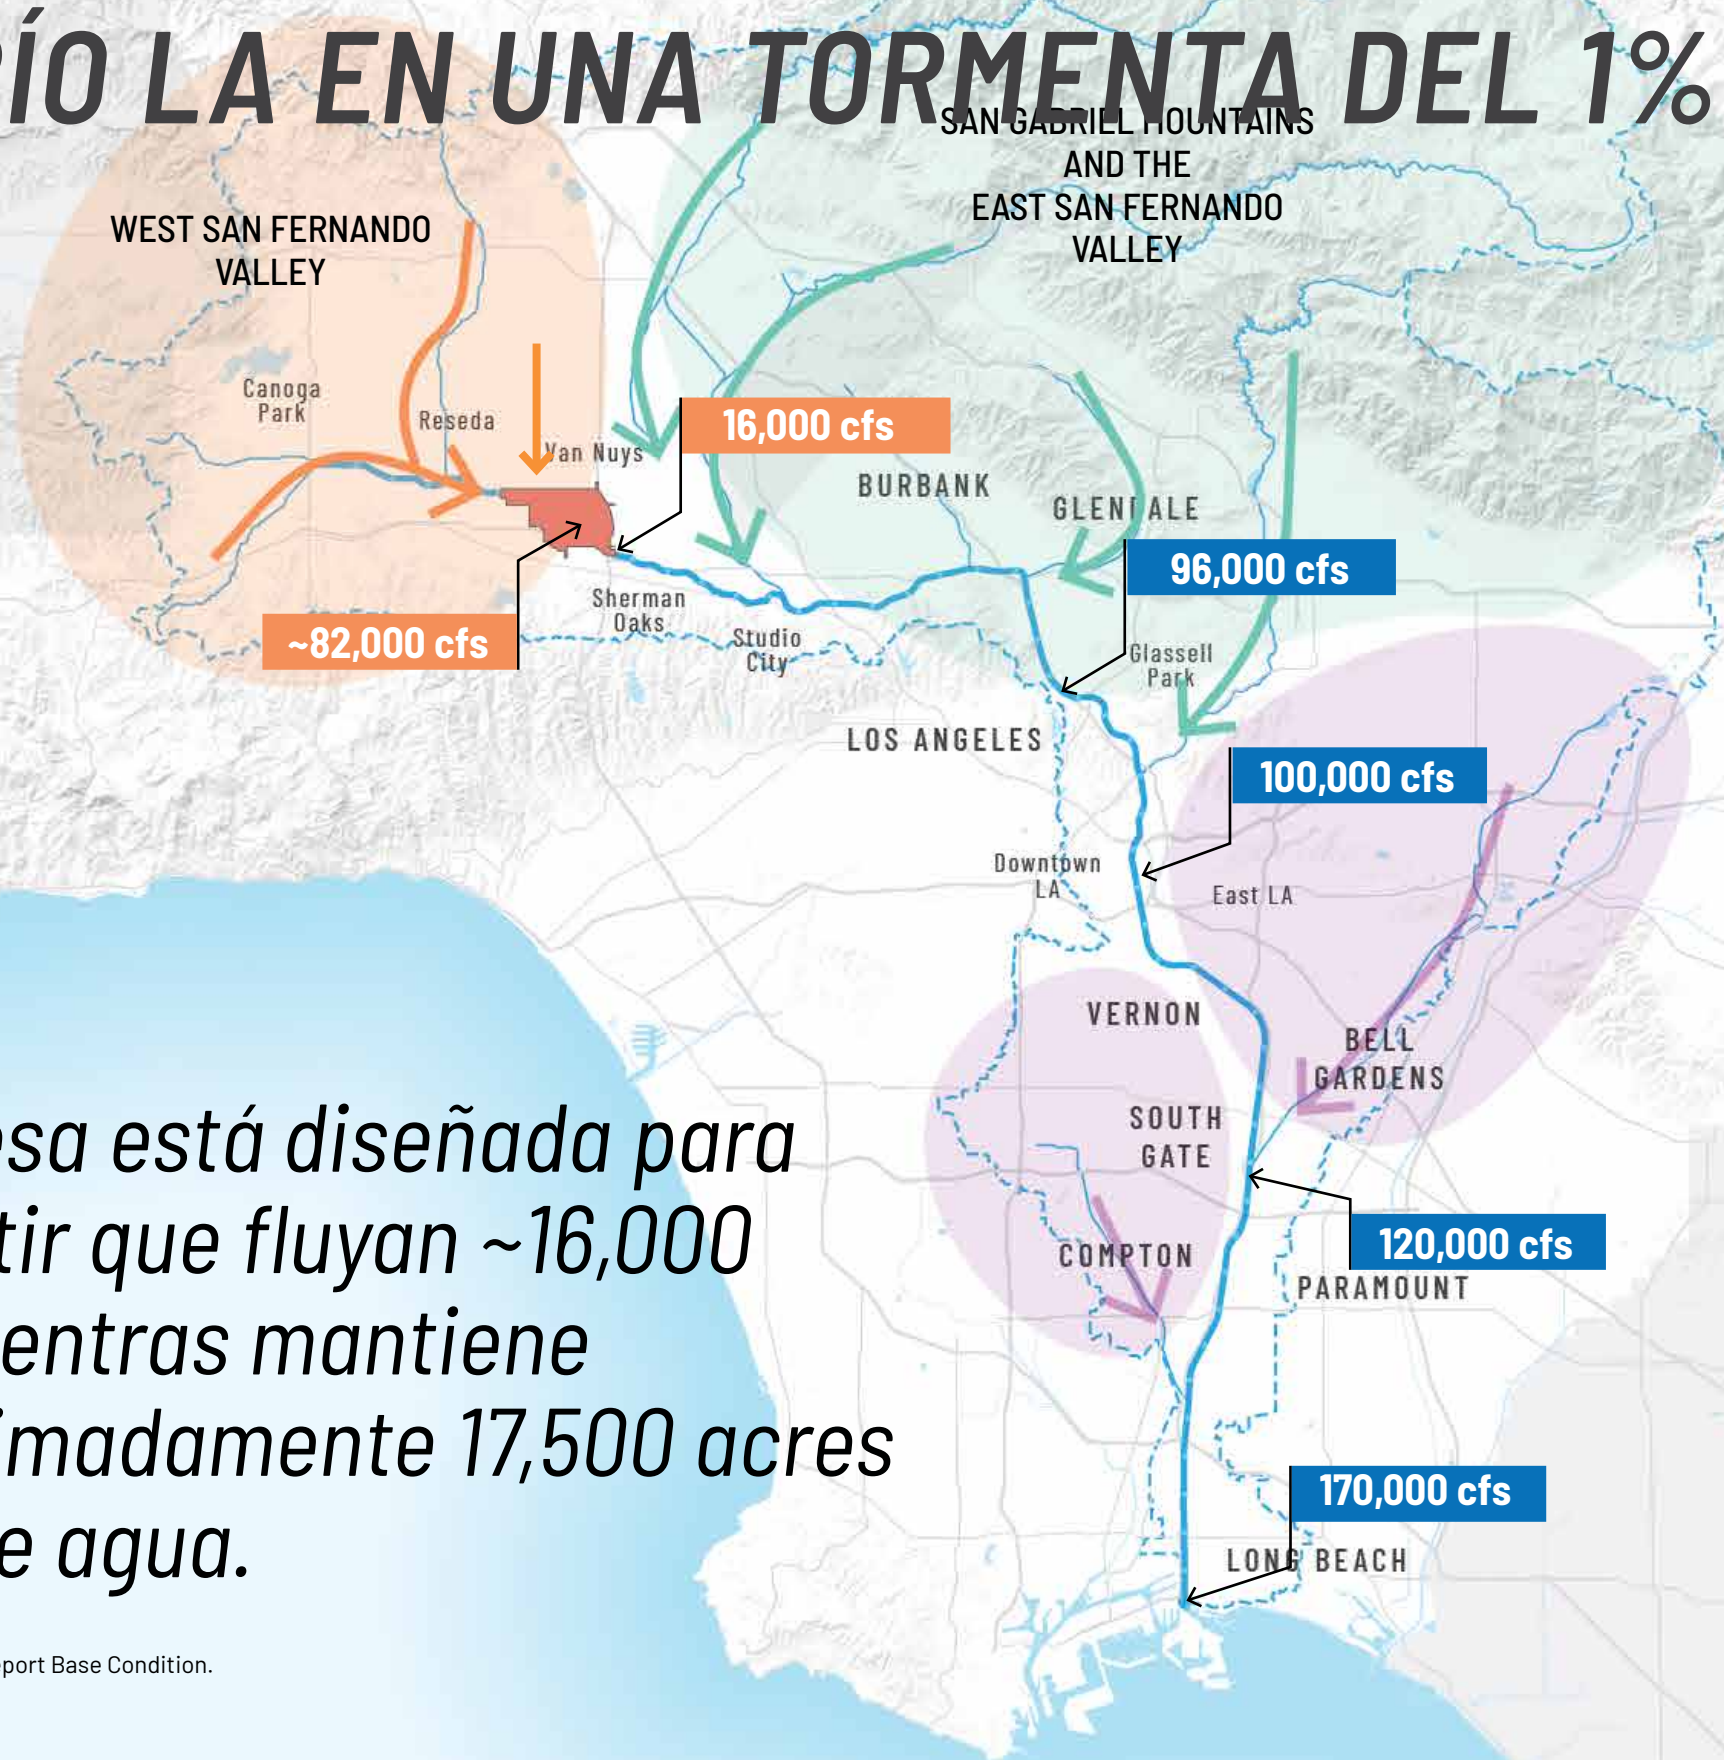 ÍO LA EN UNA TORMENTA DEL 1%
SAN GABRIEL MOUNTAINS
AND THE
EAST SAN FERNANDO
VALLEY
WEST SAN FERNANDO
VALLEY
Canoga
Park
Reseda
Van Nuys
16,000 cfs
BURBANK
GLENDALE
96,000 cfs
Sherman
Oaks
~82,000 cfs
Studio
City
Glassell
Park
LOS ANGELES
100,000 cfs
Downtown
LA
East LA
VERNON
BELL
GARDENS
SOUTH
GATE
COMPTON
120,000 cfs
PARAMOUNT
170,000 cfs
LONG BEACH
esa está diseñada para
tir que fluyan ~16,000
entras mantiene
imadamente 17,500 acres
e agua.
port Base Condition.